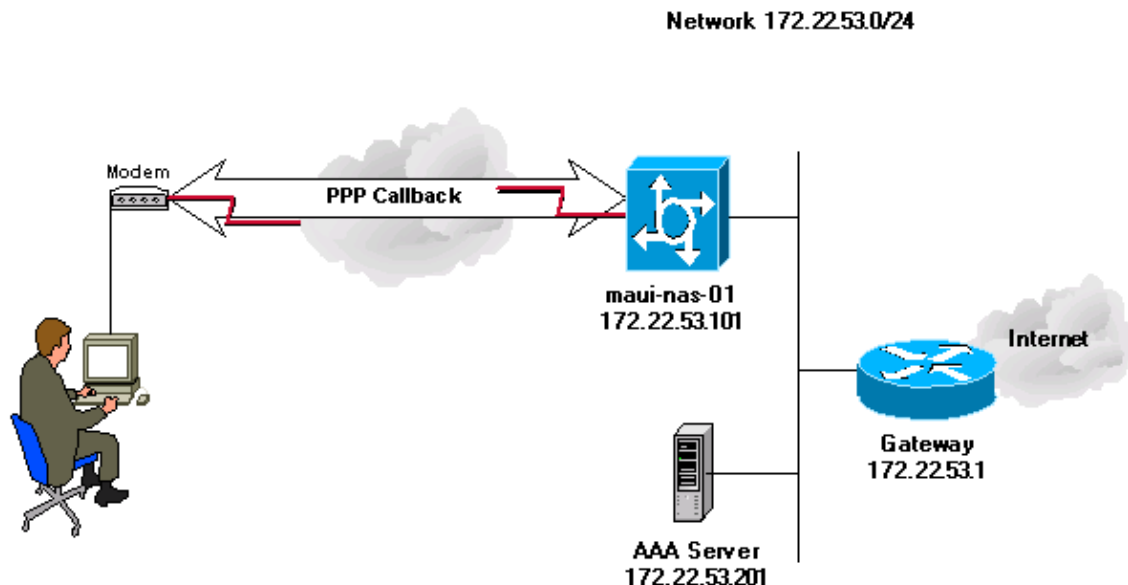 Network 172.22.53.0/24
Modem
PPP Callback
maui-nas-01
172.22.53.101
Internet
Gateway
172.22.53.1
AAA Server
172.22.53.201